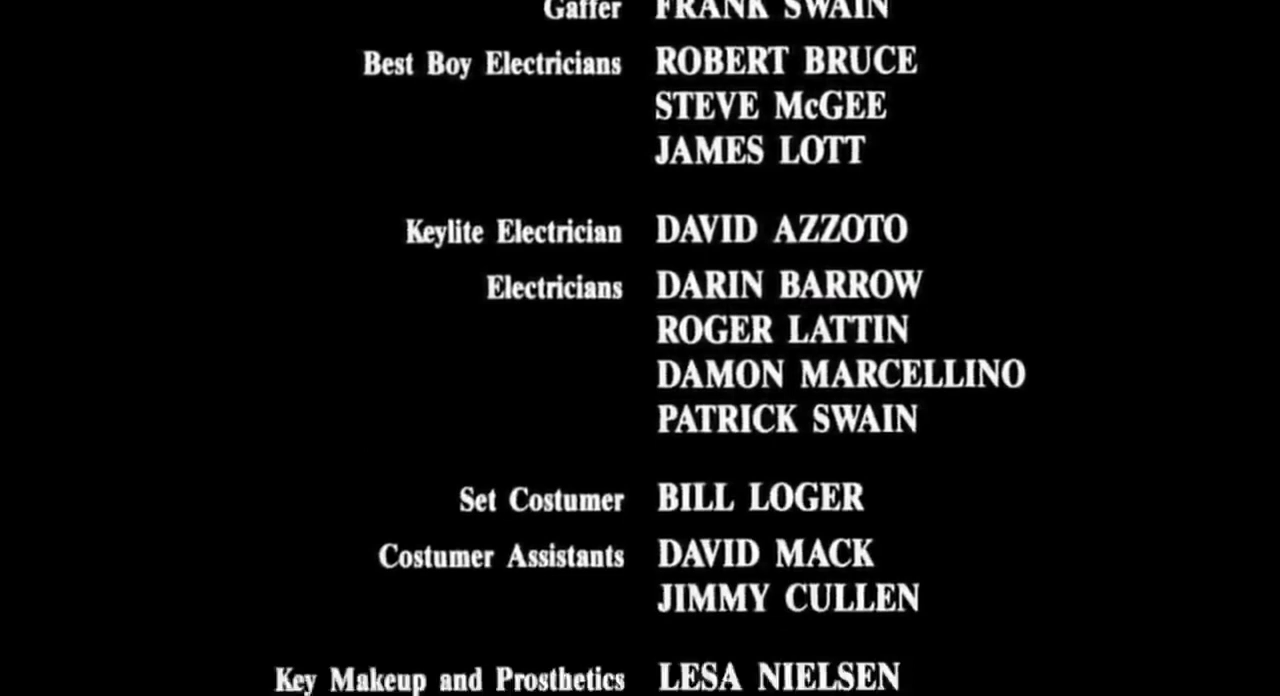 Gaffer FRANK SWAIN
Best Boy Electricians ROBERT BRUCE
STEVE McGEE
JAMES LOTT
Keylite Electrician DAVID AZZOTO
Electricians DARIN BARROW
ROGER LATTIN
DAMON MARCELLINO
PATRICK SWAIN
Set Costumer BILL LOGER
Costumer Assistants DAVID MACK
JIMMY CULLEN
Key Makeup and Prosthetics LESA NIELSEN